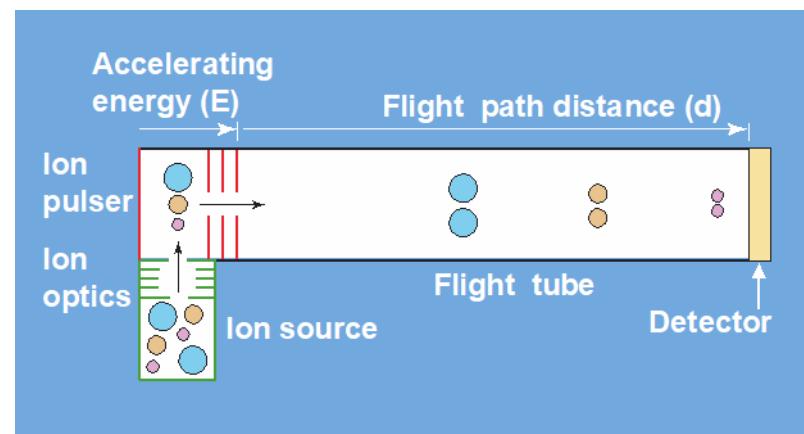 Accelerating
energy (E)
Flight path distance (d)
Ion
pulser
Ion
optics
Flight tube
Ion source
Detector